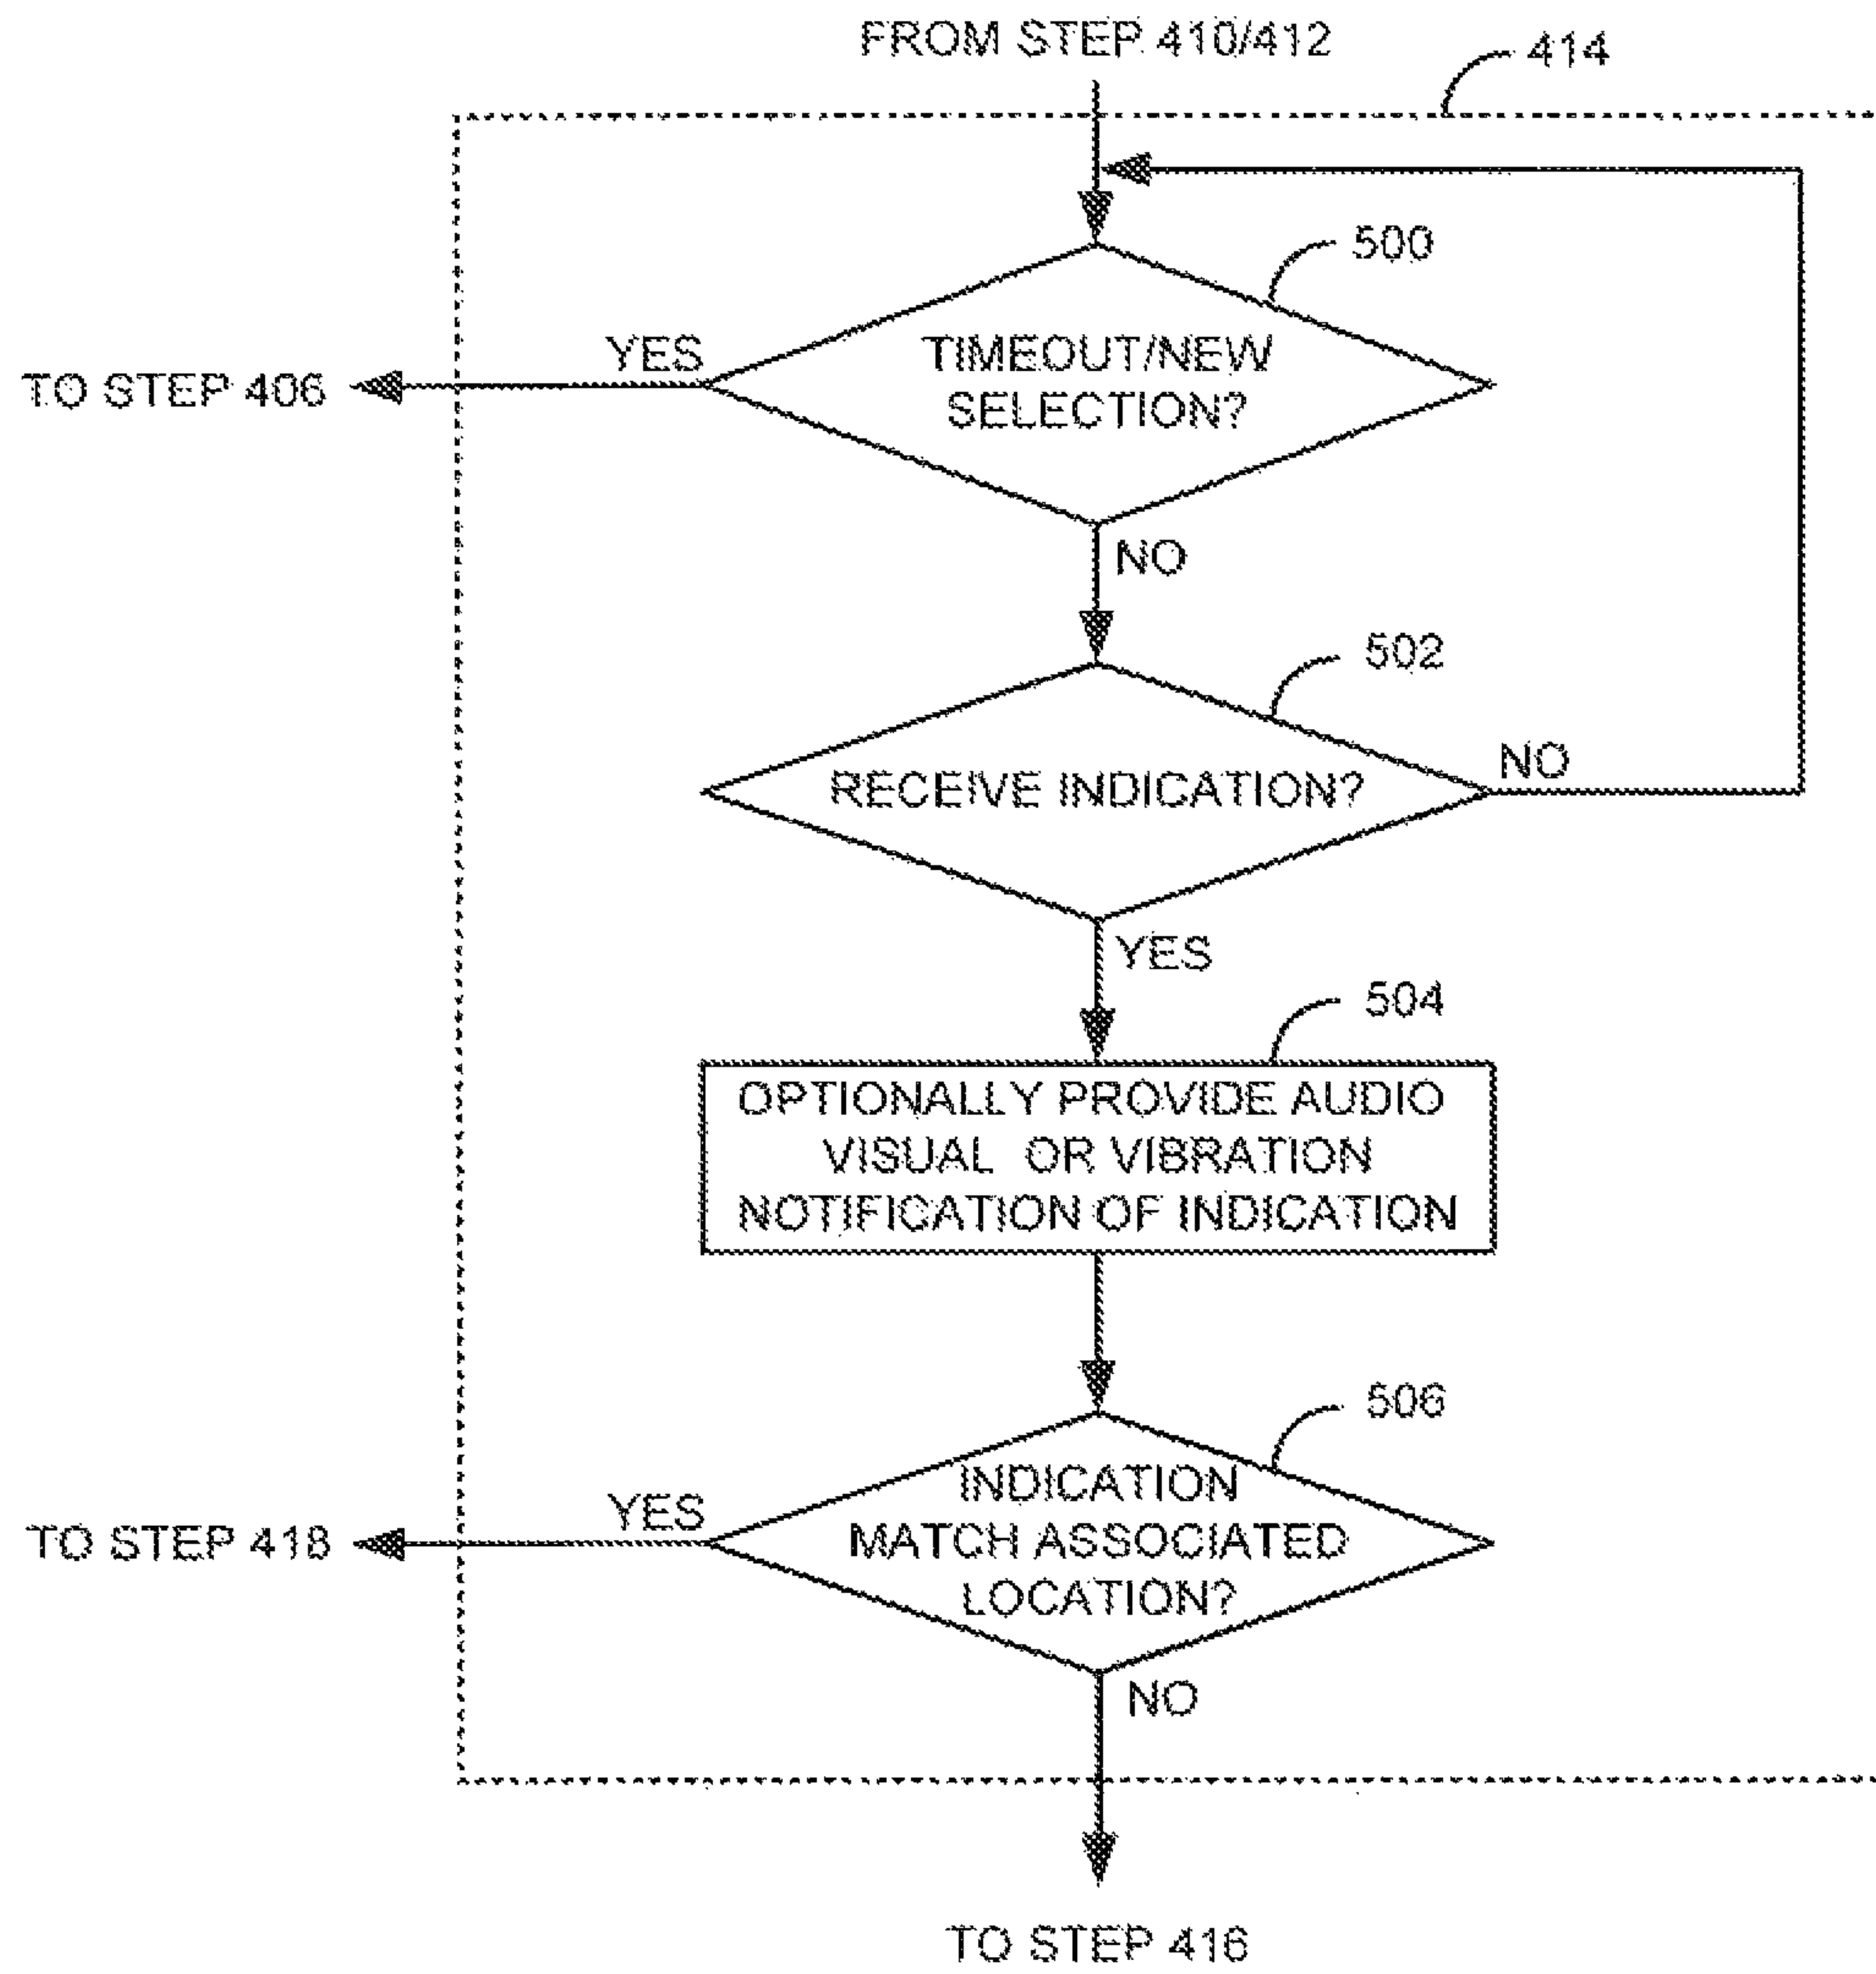 FROM STEP 410/412
414
500
TIMEOUT/NEW
SELECTION?
YES
TO STEP 406
NO
502
RECEIVE INDICATION?
NO
YES
504
OPTIONALLY PROVIDE AUDIO
VISUAL OR VIBRATION
NOTIFICATION OF INDICATION
506
INDICATION
MATCH ASSOCIATED
LOCATION?
YES
TO STEP 418
NO
TO STEP 416